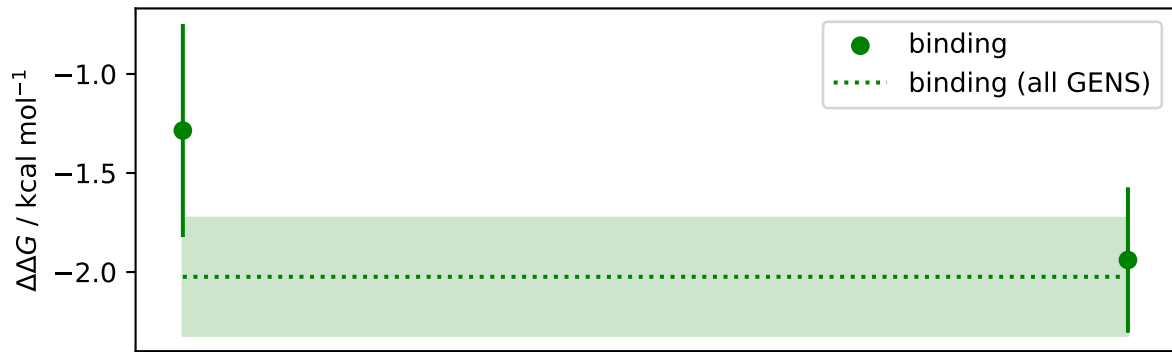 binding
binding (all GENS)
−1.0
−1.5
−2.0
ΔΔG / kcal mol⁻¹